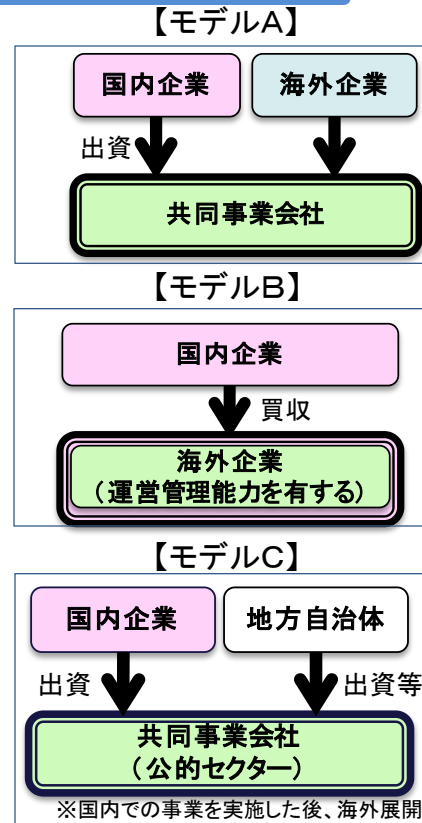 【モデルA】
国内企業 海外企業
出資
共同事業会社
【モデルB】
国内企業
買収
海外企業
（運営管理能力を有する）
【モデルC】
国内企業 地方自治体
出資 出資等
共同事業会社
（公的セクター）
※国内での事業を実施した後、海外展開